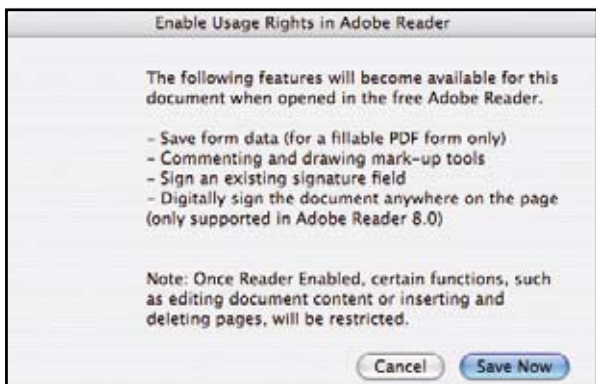 Enable Usage Rights in Adobe Reader
The following features will become available for this
document when opened in the free Adobe Reader.
- Save form data (for a fillable PDF form only)
- Commenting and drawing mark-up tools
- Sign an existing signature field
- Digitally sign the document anywhere on the page
(only supported in Adobe Reader 8.0)
Note: Once Reader Enabled, certain functions, such
as editing document content or inserting and
deleting pages, will be restricted.
Cancel Save Now